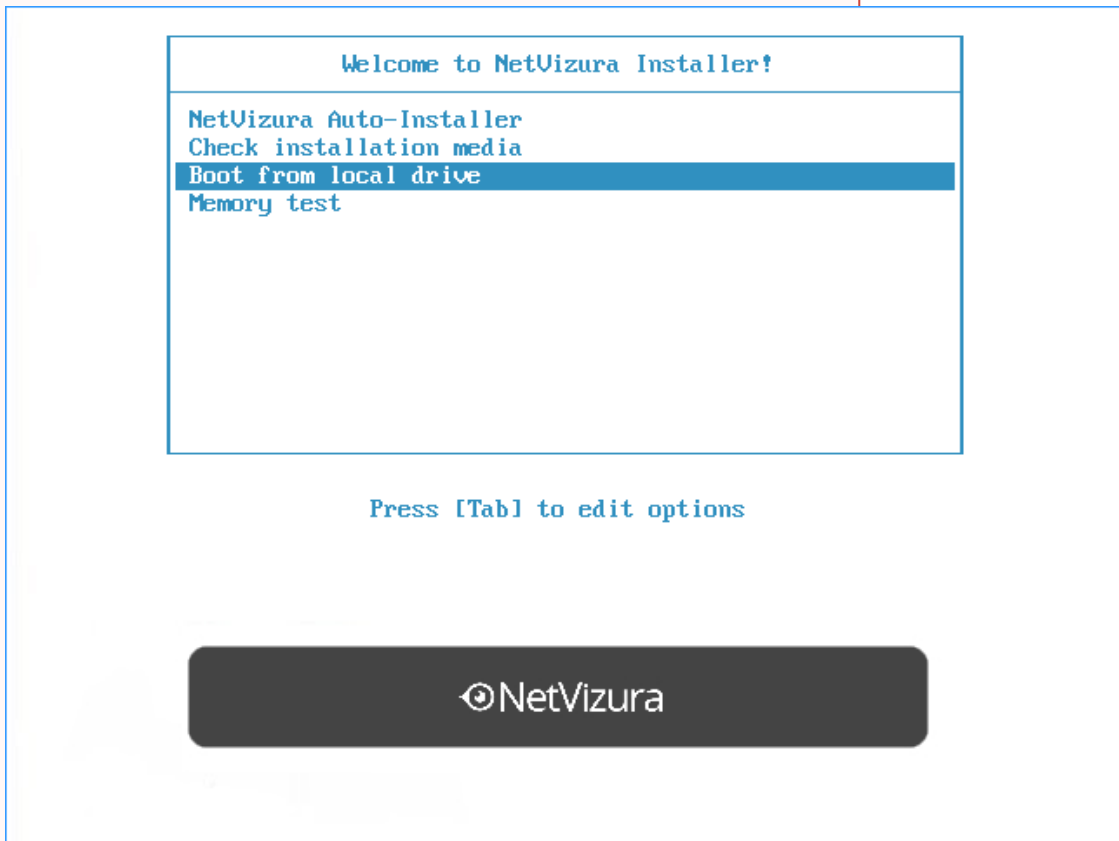 Welcome to NetVizura Installer!
NetVizura Auto-Installer
Check installation media
Boot from local drive
Memory test
Press [Tab] to edit options
NetVizura